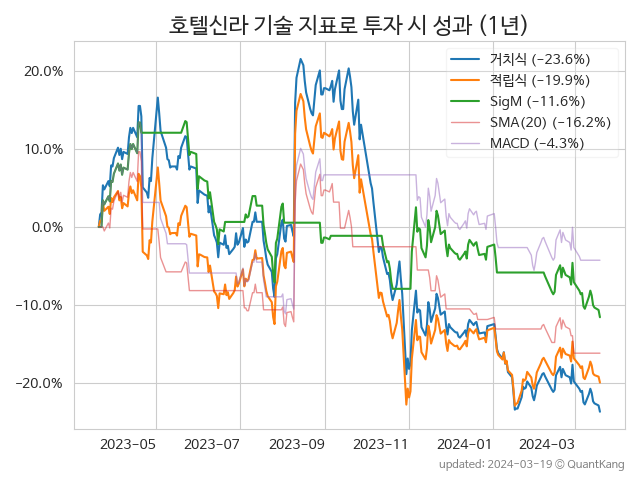 호텔신라 기술 지표로 투자 시 성과 (1년)
거치식 (−23.6%)
적립식 (−19.9%)
SigM (−11.6%)
SMA(20) (−16.2%)
MACD (−4.3%)
20.0%
10.0%
0.0%
−10.0%
−20.0%
2023-05 2023-07 2023-09 2023-11 2024-01 2024-03
updated: 2024-03-19 © QuantKang